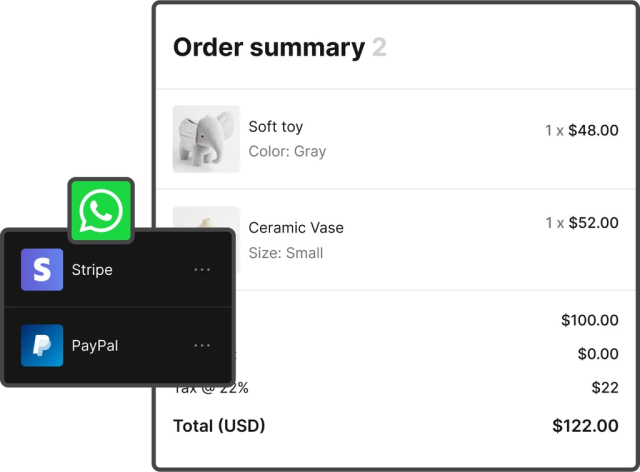 Order summary 2
Soft toy
1 x $48.00
Color: Gray
Ceramic Vase
1 x $52.00
Size: Small
Stripe
PayPal
$100.00
$0.00
Tax @ 22%
$22
Total (USD)
$122.00